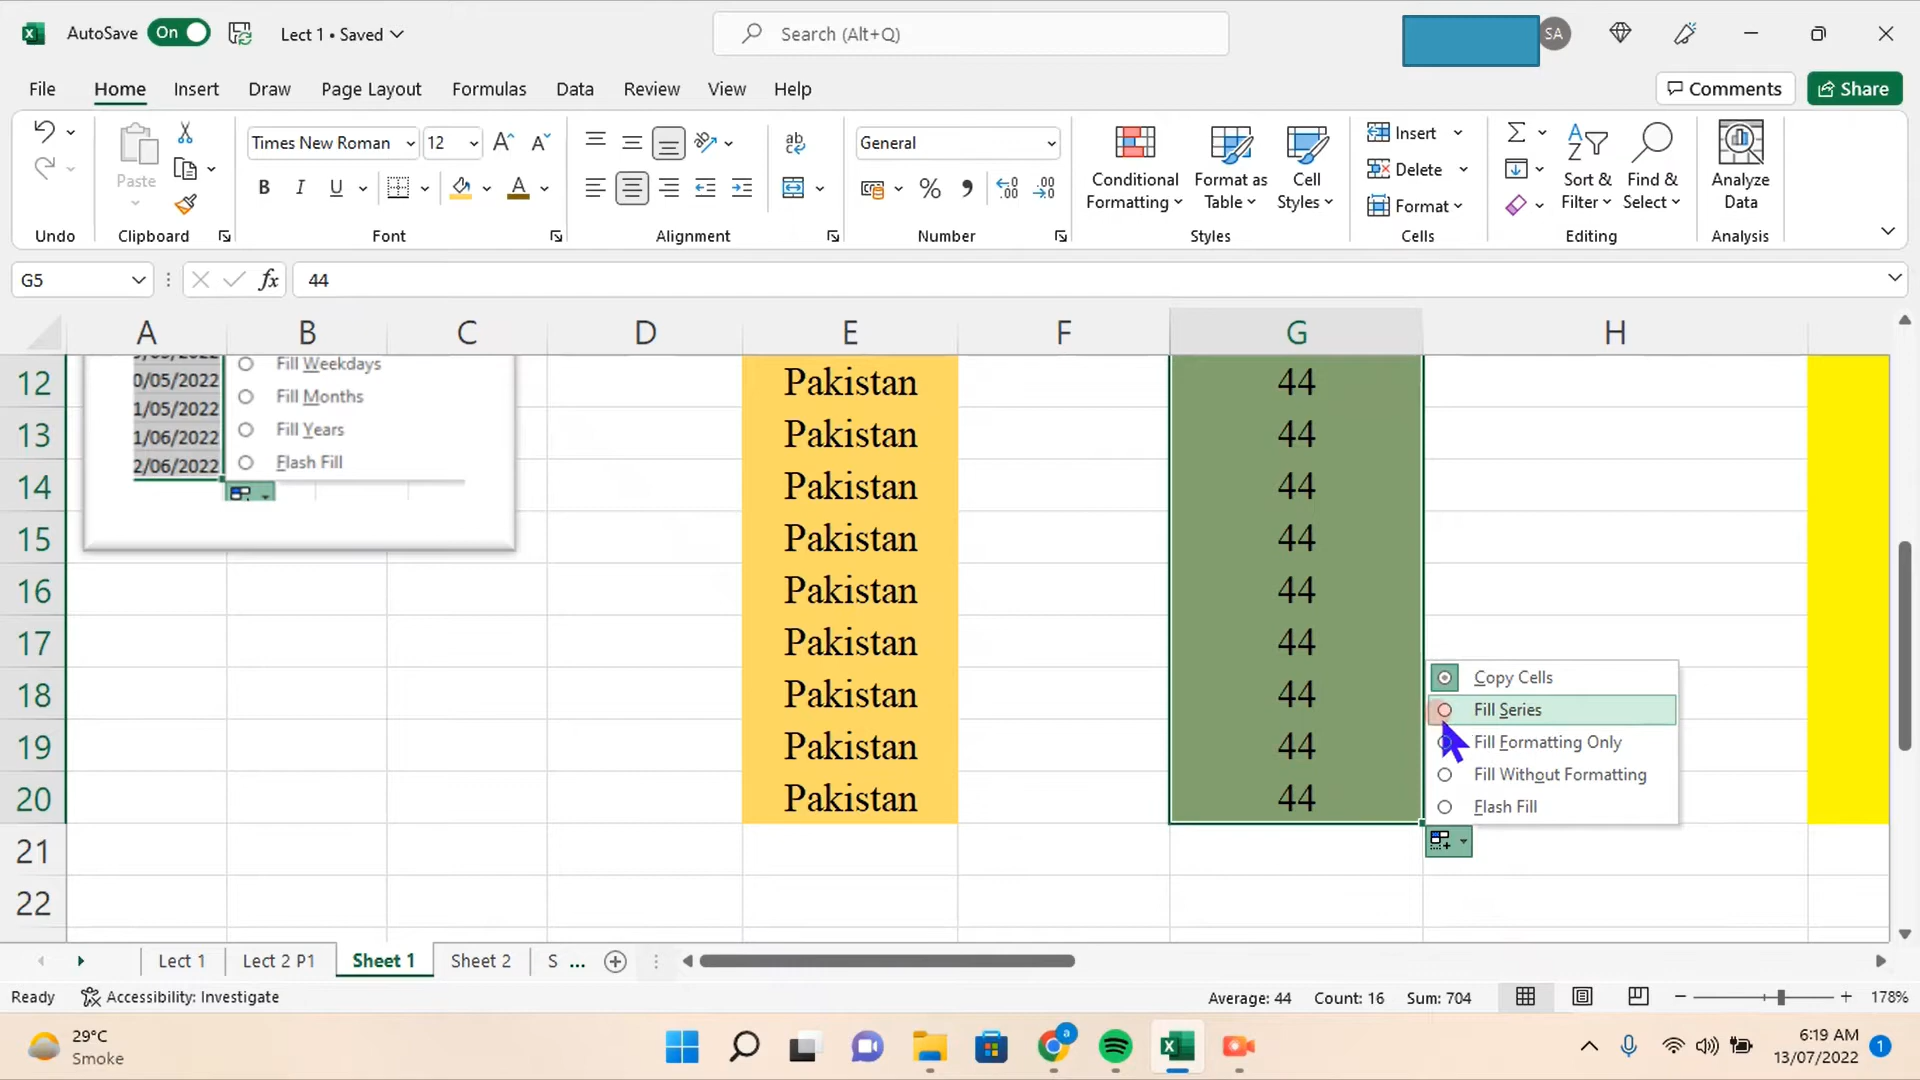 AutoSave On Lect 1 • Saved Search (Alt+Q) SA
File Home Insert Draw Page Layout Formulas Data Review View Help Comments Share
Paste
Undo Clipboard
Times New Roman 12
B I U A
Font
ab
Alignment
General
% ,
Number
Conditional Formatting
Format as Table
Cell Styles
Styles
Insert
Delete
Format
Cells
Sort & Filter
Find & Select
Editing
Analyze Data
Analysis
G5 fx 44
A B C D E F G H
Fill Weekdays
12 0/05/2022 Fill Months Pakistan 44
1/05/2022
13 1/06/2022 Fill Years Pakistan 44
2/06/2022 Flash Fill
14 Pakistan 44
15 Pakistan 44
16 Pakistan 44
17 Pakistan 44
18 Pakistan 44
19 Pakistan 44
20 Pakistan 44
21
22
Copy Cells
Fill Series
Fill Formatting Only
Fill Without Formatting
Flash Fill
Lect 1 Lect 2 P1 Sheet 1 Sheet 2 S ...
Ready Accessibility: Investigate Average: 44 Count: 16 Sum: 704 178%
29°C
Smoke
6:19 AM
13/07/2022
1